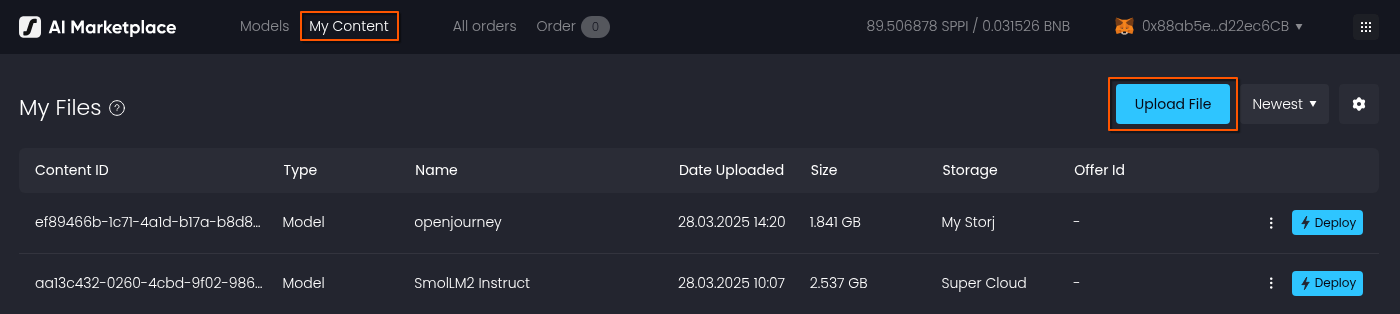 AI Marketplace Models My Content All orders Order 0 89.506878 SPPI / 0.031526 BNB 0x88ab5e...d22ec6CB
My Files ? Upload File Newest
Content ID Type Name Date Uploaded Size Storage Offer Id
ef89466b-1c71-4a1d-b17a-b8d8... Model openjourney 28.03.2025 14:20 1.841 GB My Storj - Deploy
aa13c432-0260-4cbd-9f02-986... Model SmolLM2 Instruct 28.03.2025 10:07 2.537 GB Super Cloud - Deploy